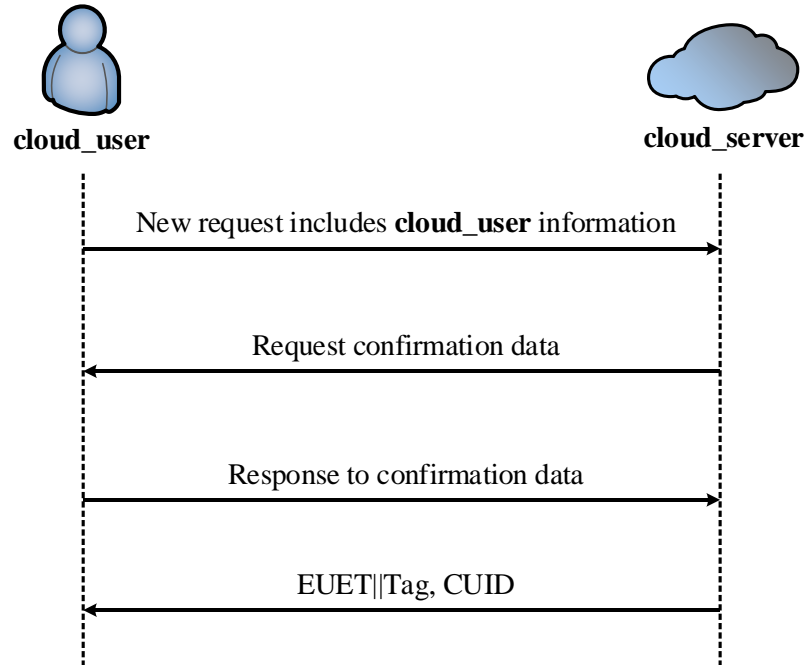 cloud_user
cloud_server
New request includes cloud_user information
Request confirmation data
Response to confirmation data
EUET||Tag, CUID